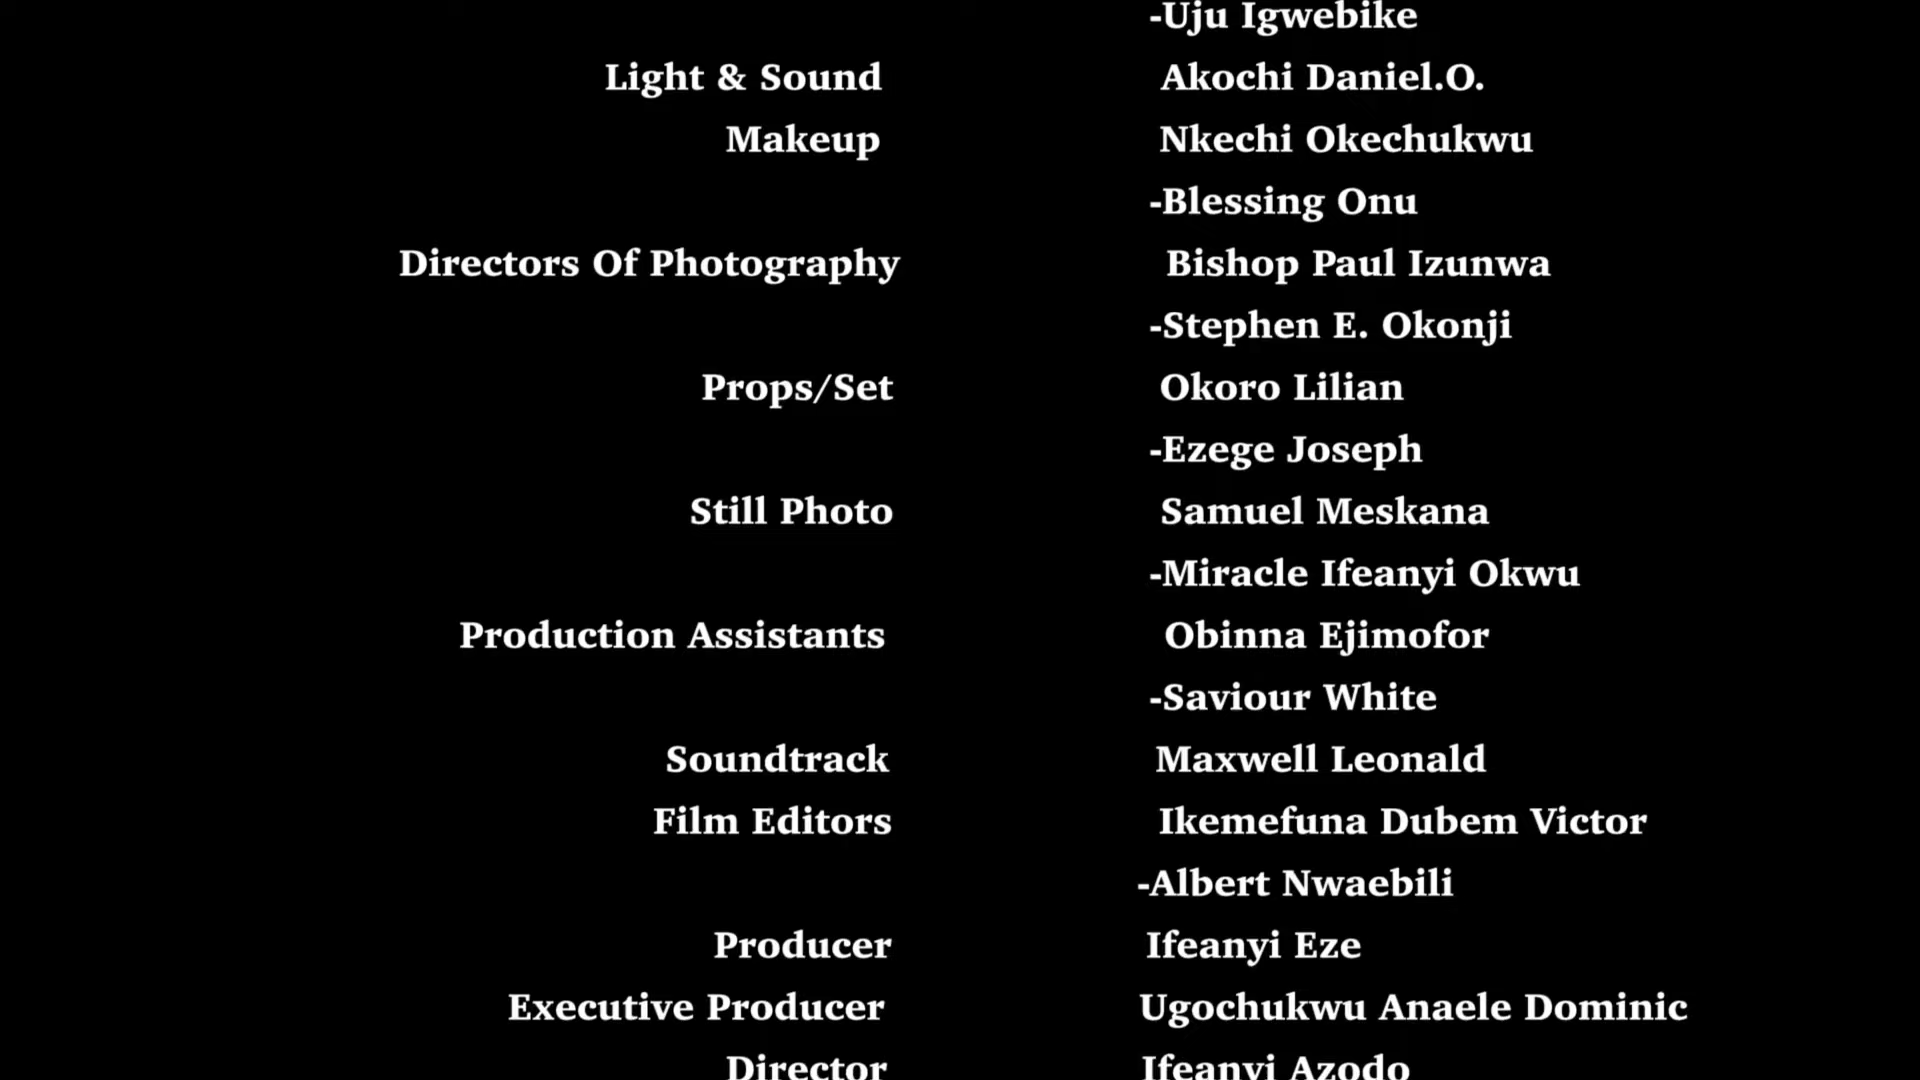 -Uju Igwebike
Light & Sound Akochi Daniel.O.
Makeup Nkechi Okechukwu
-Blessing Onu
Directors Of Photography Bishop Paul Izunwa
-Stephen E. Okonji
Props/Set Okoro Lilian
-Ezege Joseph
Still Photo Samuel Meskana
-Miracle Ifeanyi Okwu
Production Assistants Obinna Ejimofor
-Saviour White
Soundtrack Maxwell Leonald
Film Editors Ikemefuna Dubem Victor
-Albert Nwaebili
Producer Ifeanyi Eze
Executive Producer Ugochukwu Anaele Dominic
Director Ifeanyi Azodo